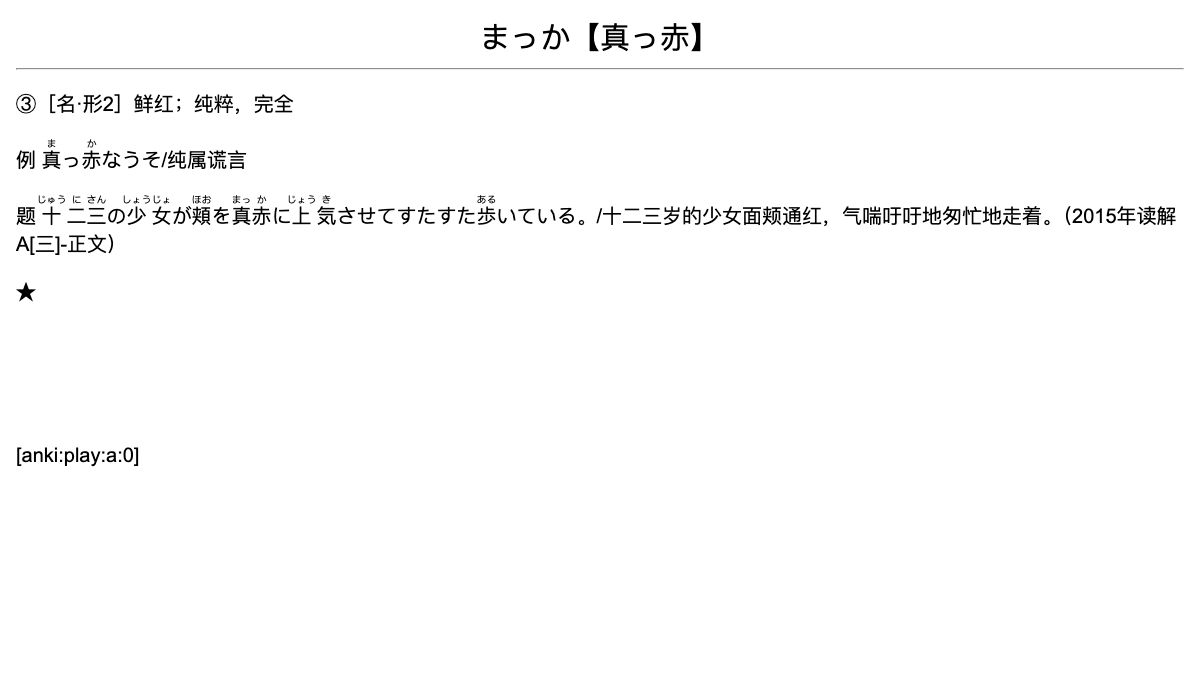 まっか【真っ赤】
③［名·形2］鲜红；纯粹，完全
例 真っ赤なうそ/纯属谎言
题 十二三の少女が頬を真赤に上気させてすたすた歩いている。/十二三岁的少女面颊通红，气喘吁吁地匆忙地走着。（2015年读解
A[三]-正文）
★
[anki:play:a:0]